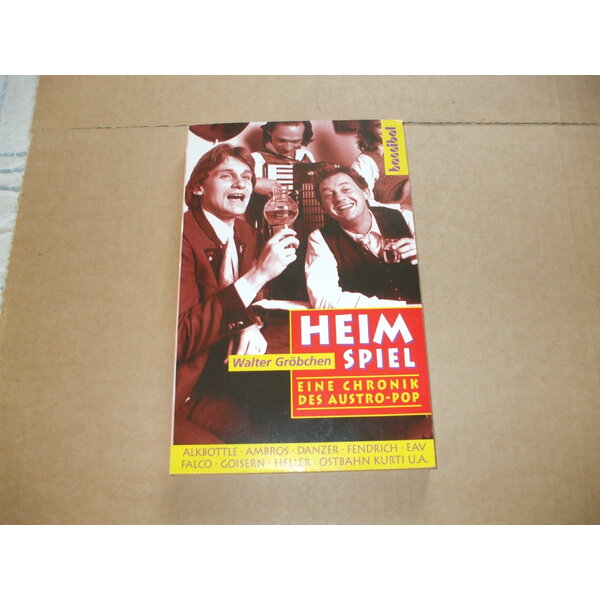 hannibal
HEIM
SPIEL
Walter Gröbchen
EINE CHRONIK
DES AUSTRO-POP
ALKBOTTLE · AMBROS · DANZER · FENDRICH · EAV
FALCO · GOISERN · HELLER · OSTBAHN KURTI U.A.